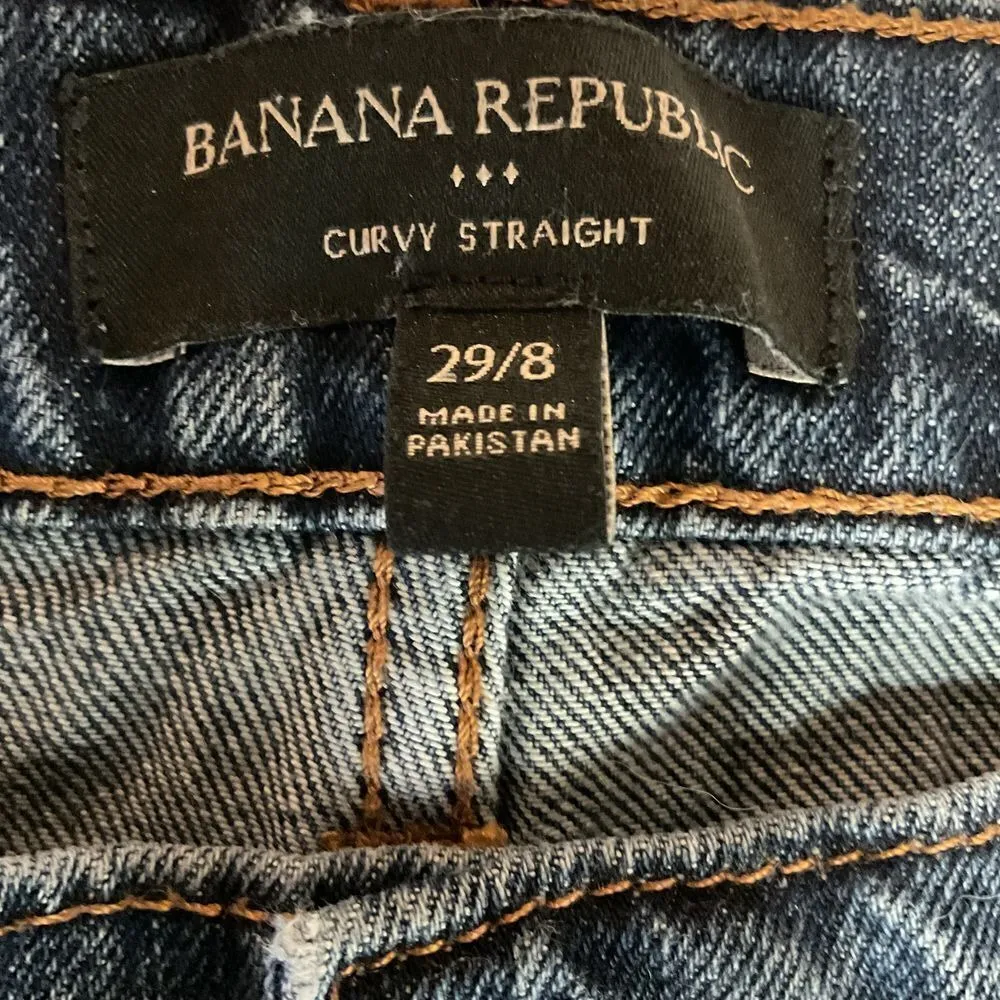 BANANA REPUBLIC
CURVY STRAIGHT
29/8
MADE IN
PAKISTAN